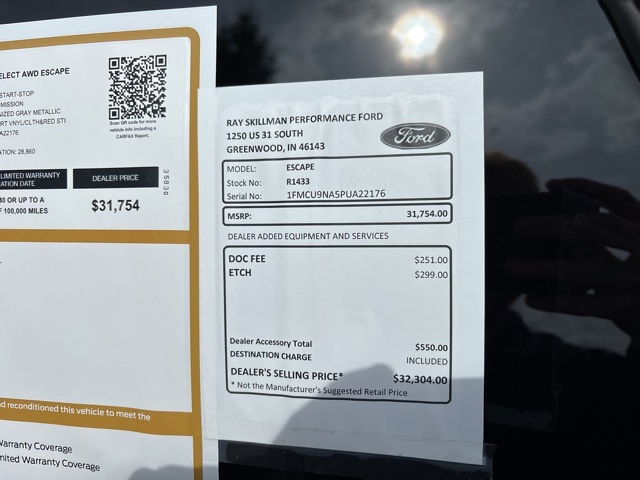 ELECT AWD ESCAPE
START-STOP
MISSION
NIZED GRAY METALLIC
RT VNYL/CLTH&RED STI
A22176
ATION: 28,860
Scan QR code for more
vehicle info including a
CARFAX Report.
LIMITED WARRANTY
ATION DATE
DEALER PRICE
30 OR UP TO A
F 100,000 MILES
$31,754
35830
nd reconditioned this vehicle to meet the
Warranty Coverage
mited Warranty Coverage
RAY SKILLMAN PERFORMANCE FORD
1250 US 31 SOUTH
GREENWOOD, IN 46143
Ford
MODEL: ESCAPE
Stock No: R1433
Serial No: 1FMCU9NA5PUA22176
MSRP: 31,754.00
DEALER ADDED EQUIPMENT AND SERVICES
DOC FEE $251.00
ETCH $299.00
Dealer Accessory Total $550.00
DESTINATION CHARGE INCLUDED
DEALER'S SELLING PRICE* $32,304.00
* Not the Manufacturer's Suggested Retail Price